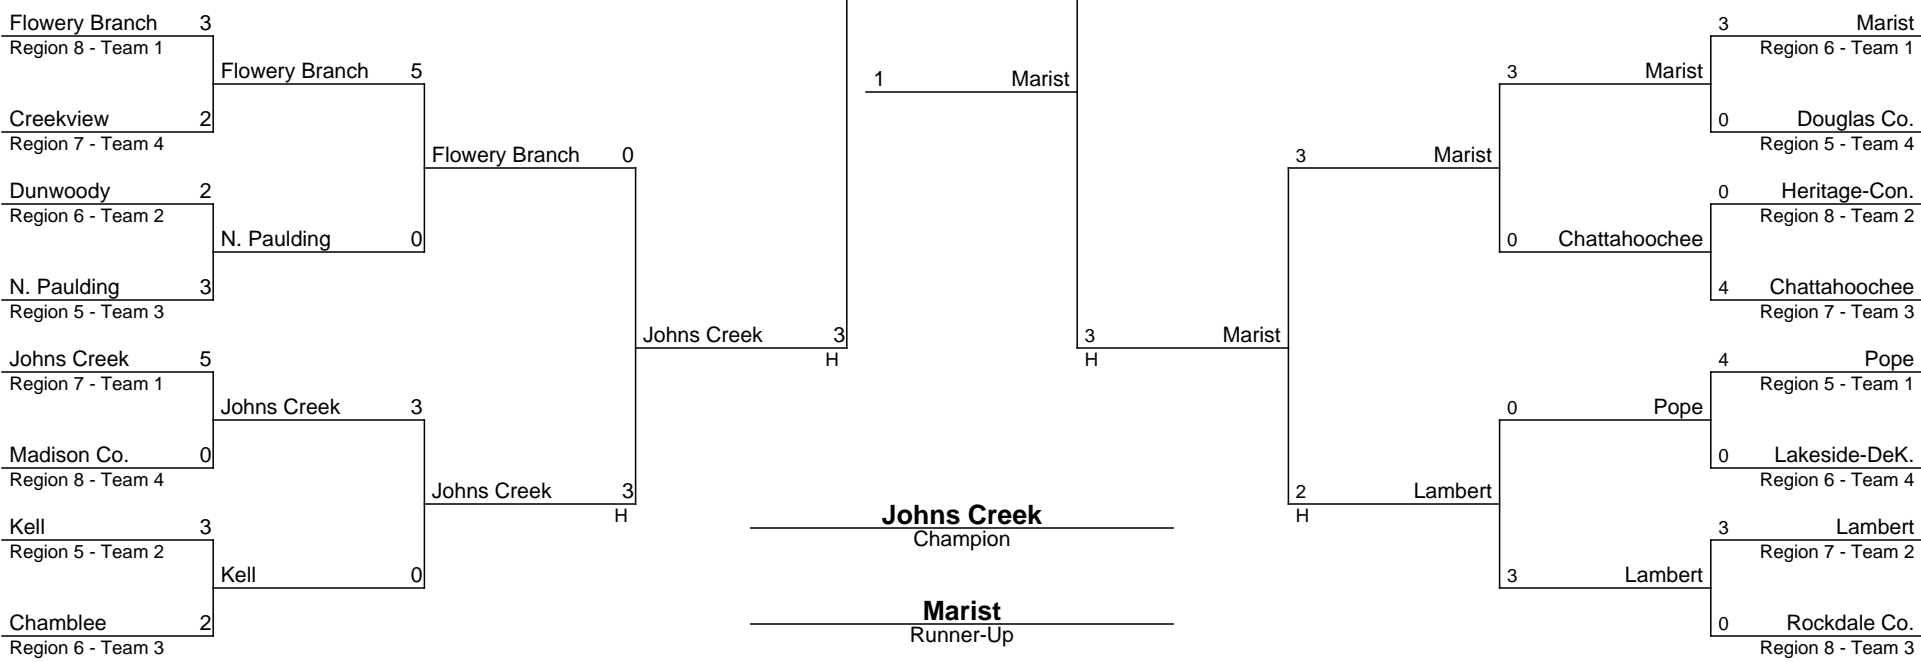 Flowery Branch 3
Region 8 - Team 1
Creekview 2
Region 7 - Team 4
Dunwoody 2
Region 6 - Team 2
N. Paulding 3
Region 5 - Team 3
Johns Creek 5
Region 7 - Team 1
Madison Co. 0
Region 8 - Team 4
Kell 3
Region 5 - Team 2
Chamblee 2
Region 6 - Team 3
Flowery Branch 5
N. Paulding 0
Johns Creek 3
Kell 0
Flowery Branch 0
Johns Creek 3
H
Johns Creek 3
H
1 Marist
Johns Creek
Champion
Marist
Runner-Up
3 Marist
H
3 Marist
2 Lambert
H
3 Marist
0 Chattahoochee
0 Pope
3 Lambert
3 Marist
Region 6 - Team 1
0 Douglas Co.
Region 5 - Team 4
0 Heritage-Con.
Region 8 - Team 2
4 Chattahoochee
Region 7 - Team 3
4 Pope
Region 5 - Team 1
0 Lakeside-DeK.
Region 6 - Team 4
3 Lambert
Region 7 - Team 2
0 Rockdale Co.
Region 8 - Team 3